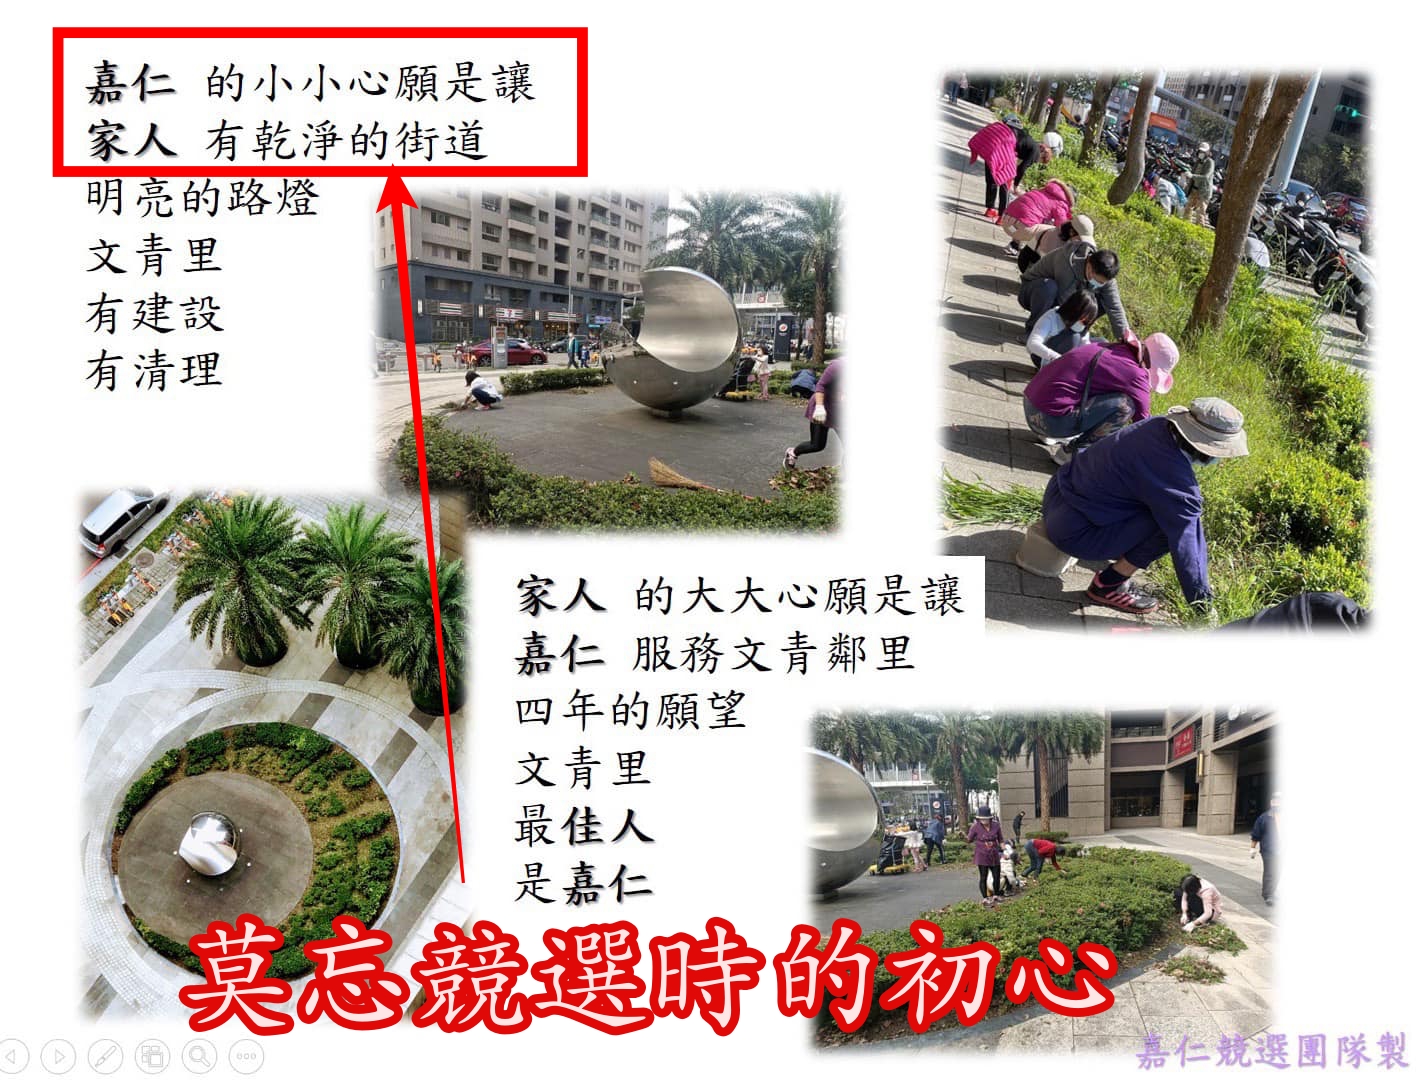 嘉仁 的小小心願是讓
家人 有乾淨的街道
明亮的路燈
文青里
有建設
有清理
家人 的大大心願是讓
嘉仁 服務文青鄰里
四年的願望
文青里
最佳人
是嘉仁
莫忘競選時的初心
嘉仁競選團隊製